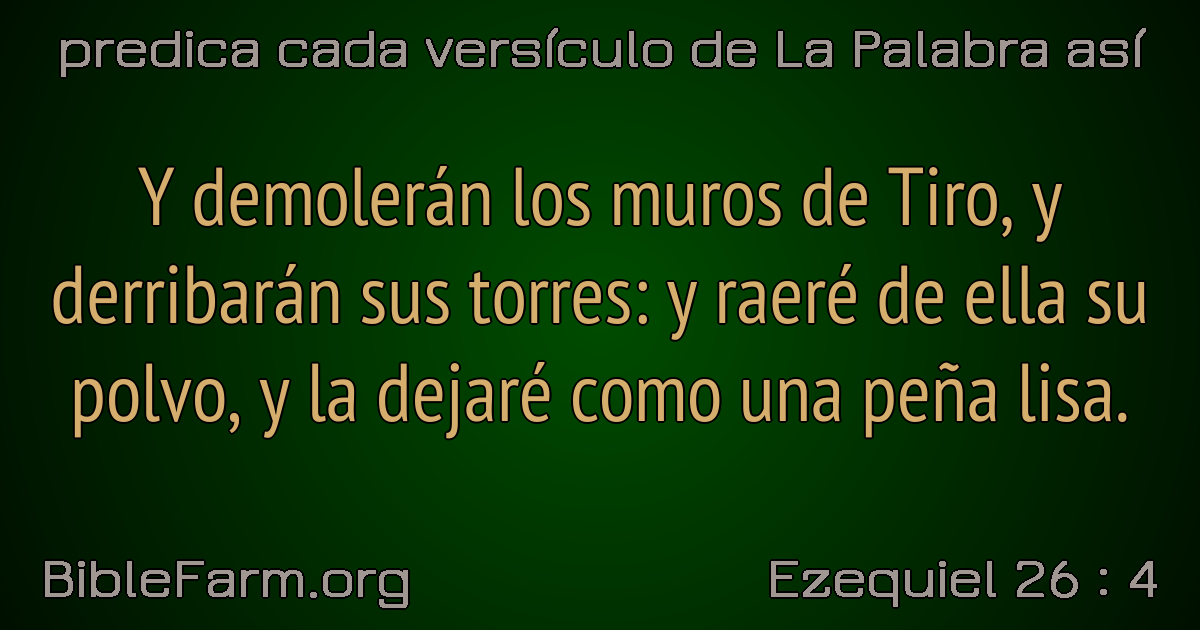 predica cada versículo de La Palabra así
Y demolerán los muros de Tiro, y
derribarán sus torres: y raeré de ella su
polvo, y la dejaré como una peña lisa.
BibleFarm.org
Ezequiel 26 : 4